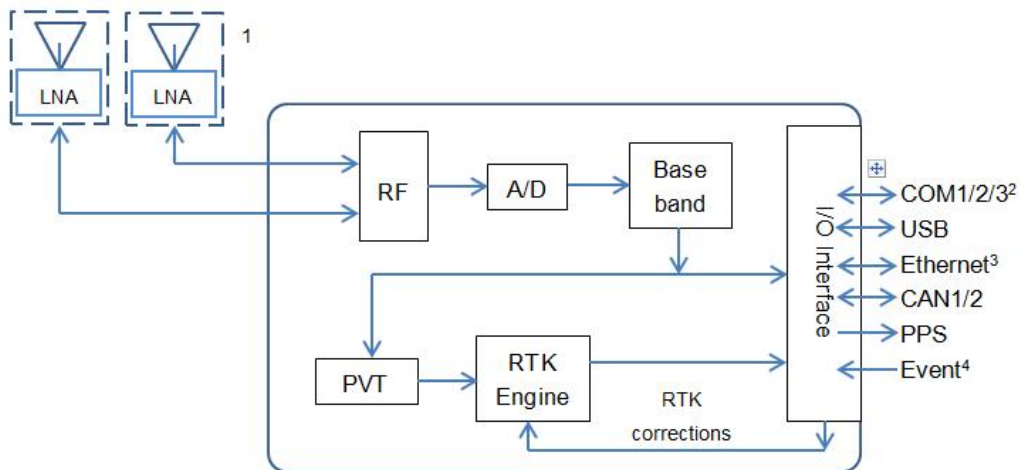 1
LNA
LNA
RF
A/D
Base
band
I/O Interface
COM1/2/3²
USB
Ethernet³
CAN1/2
PPS
Event⁴
PVT
RTK
Engine
RTK
corrections